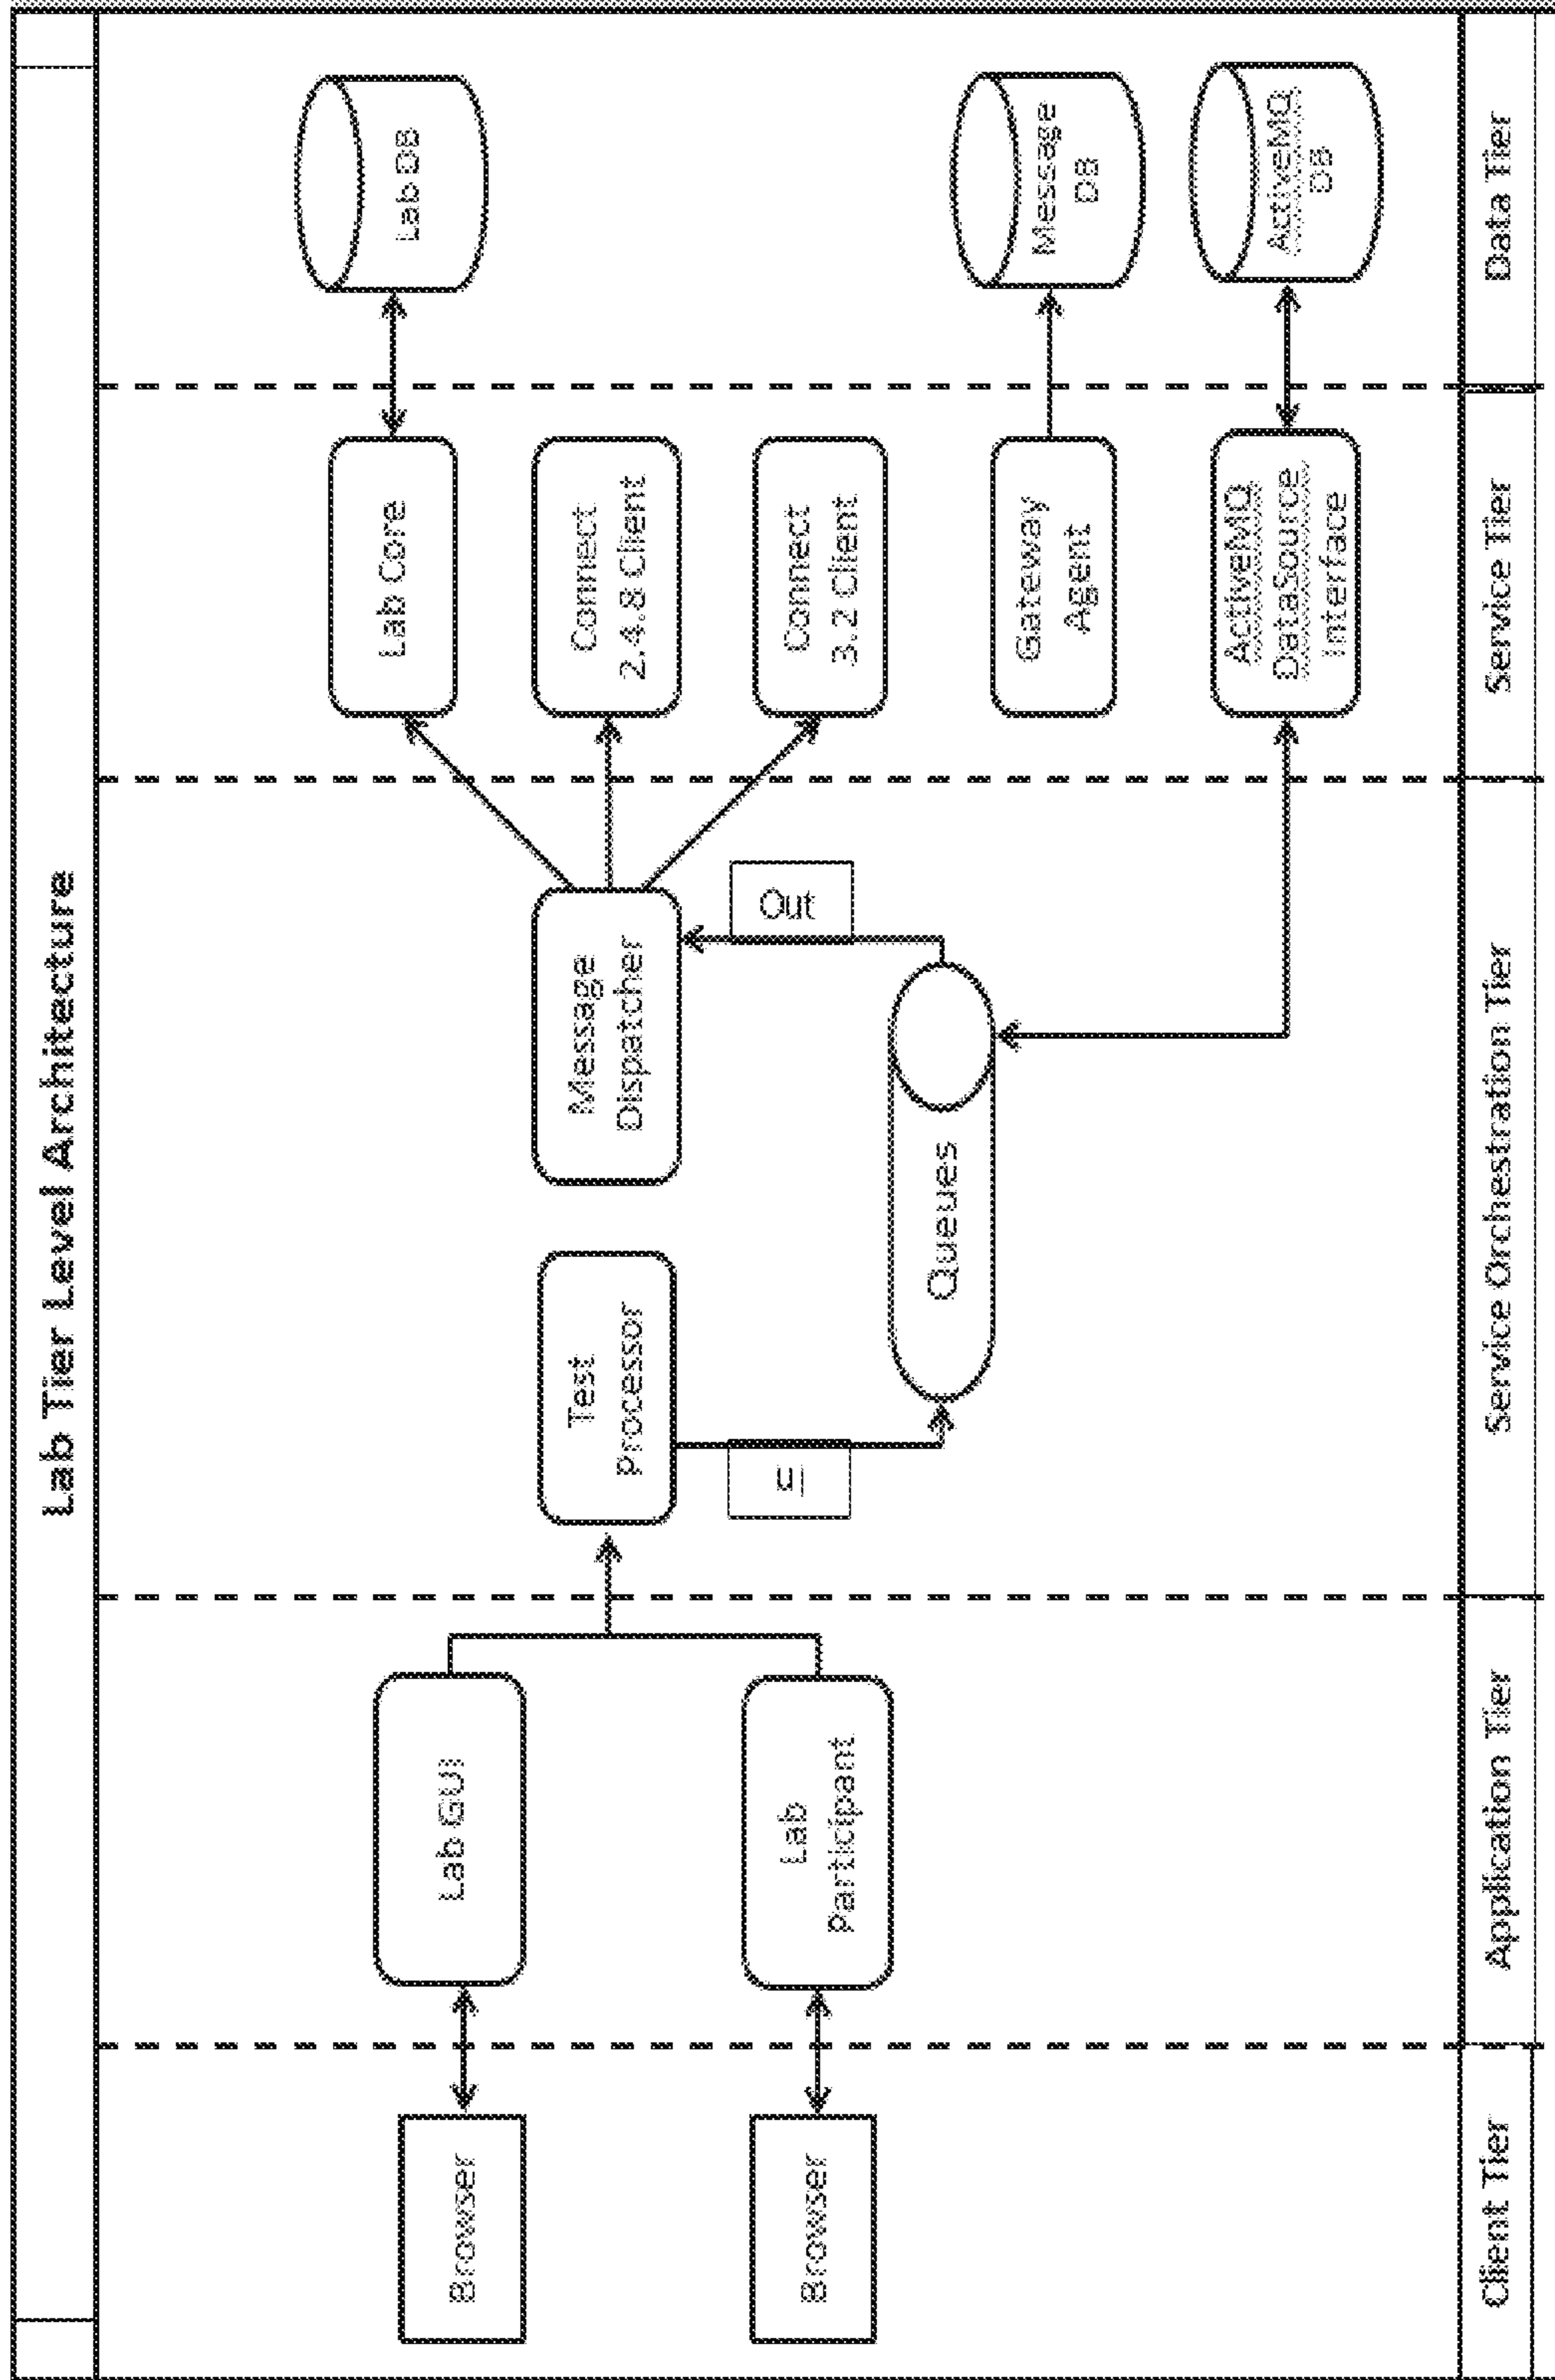 Lab Tier Level Architecture
Browser
Browser
Lab GUI
Lab
Participant
Test
Processor
In
Queues
Message
Dispatcher
Out
Lab Core
Connect
2.4.8 Client
Connect
3.2 Client
Gateway
Agent
ActiveMQ
DataSource
Interface
Lab DB
Message
DB
ActiveMQ
DB
Client Tier
Application Tier
Service Orchestration Tier
Service Tier
Data Tier